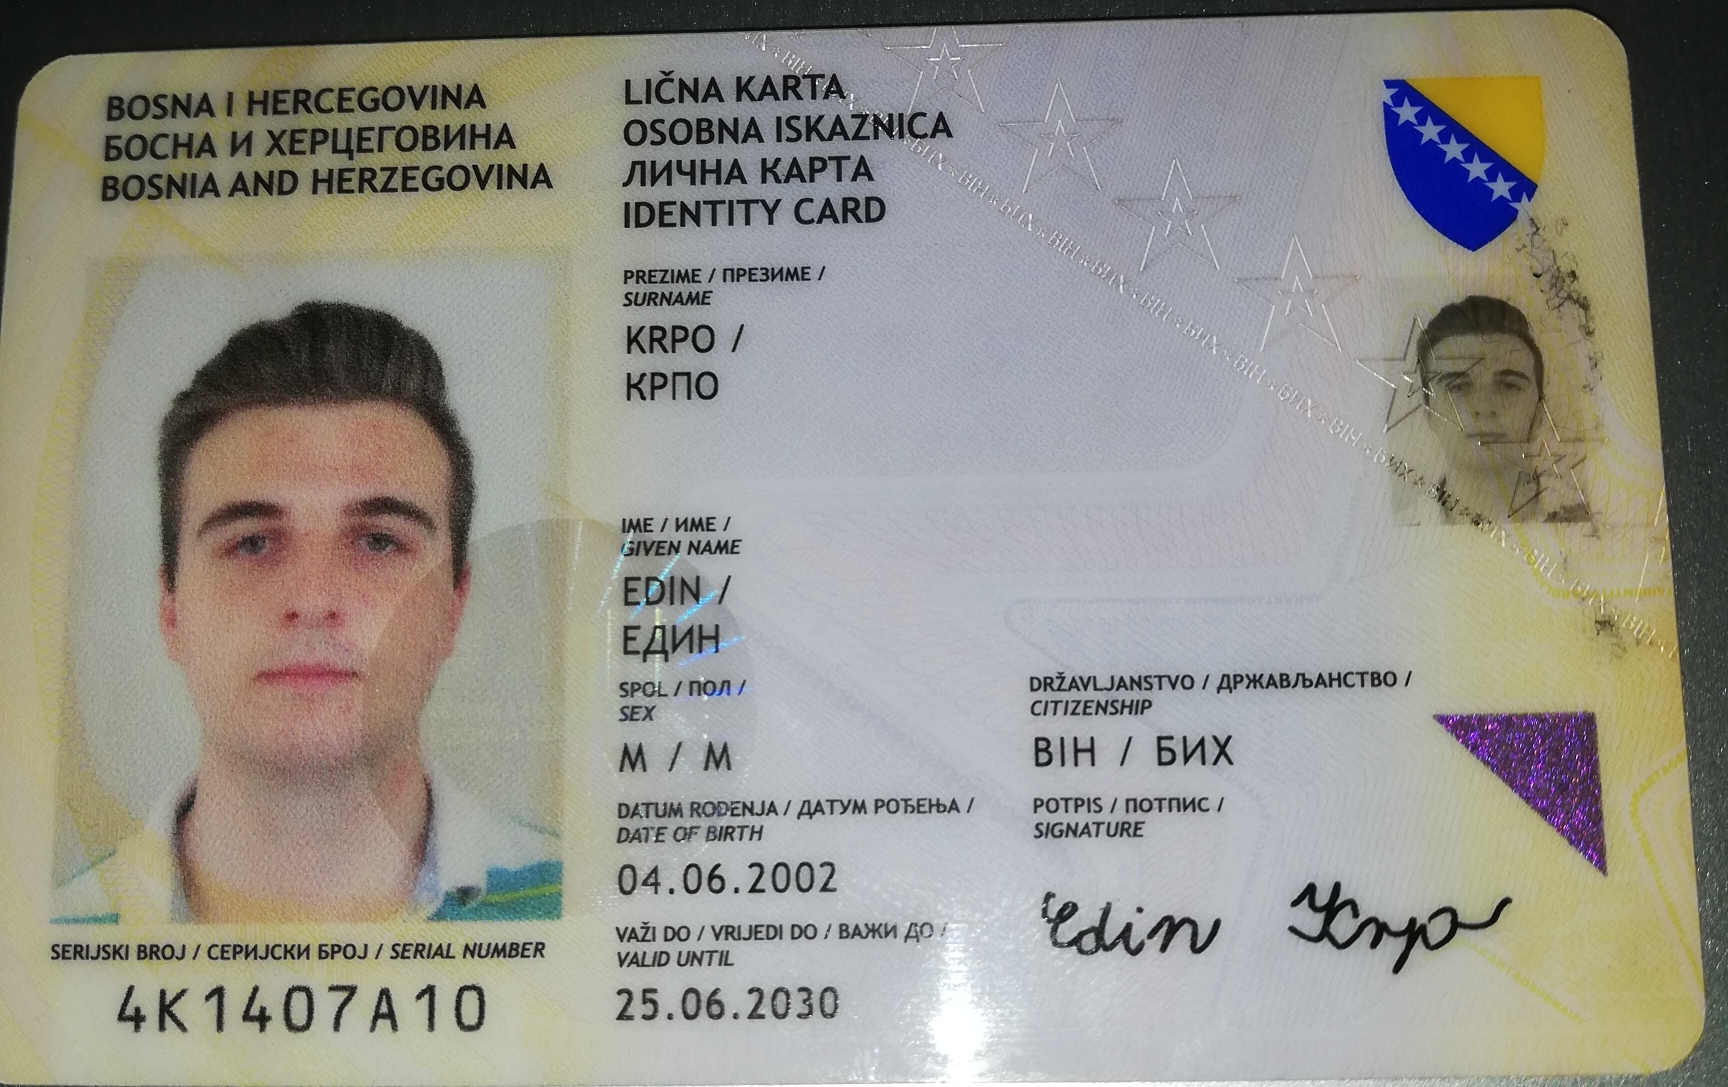 BOSNA I HERCEGOVINA
БОСНА И ХЕРЦЕГОВИНА
BOSNIA AND HERZEGOVINA
LIČNA KARTA
OSOBNA ISKAZNICA
ЛИЧНА КАРТА
IDENTITY CARD
PREZIME / ПРЕЗИМЕ /
SURNAME
KRPO /
КРПО
IME / ИМЕ /
GIVEN NAME
EDIN /
ЕДИН
SPOL / ПОЛ /
SEX
M / М
DRŽAVLJANSTVO / ДРЖАВЉАНСТВО /
CITIZENSHIP
BIH / БИХ
DATUM ROĐENJA / ДАТУМ РОЂЕЊА /
DATE OF BIRTH
04.06.2002
POTPIS / ПОТПИС /
SIGNATURE
Edin Krpo
VAŽI DO / VRIJEDI DO / ВАЖИ ДО /
VALID UNTIL
25.06.2030
SERIJSKI BROJ / СЕРИЈСКИ БРОЈ / SERIAL NUMBER
4K1407A10